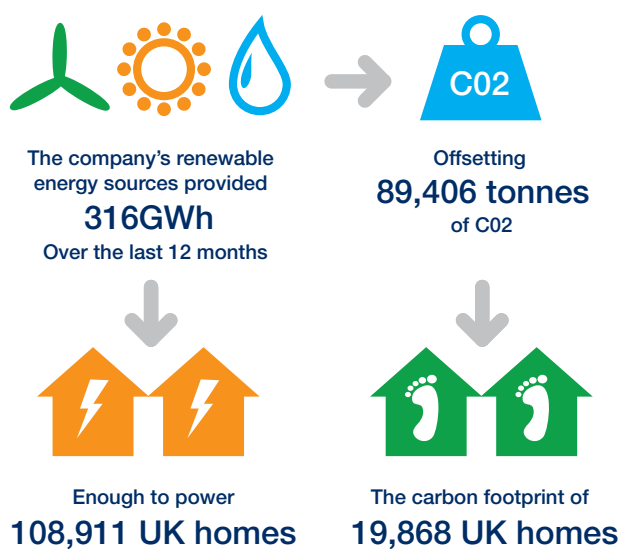 C02
The company's renewable
energy sources provided
316GWh
Over the last 12 months
Offsetting
89,406 tonnes
of C02
Enough to power
108,911 UK homes
The carbon footprint of
19,868 UK homes